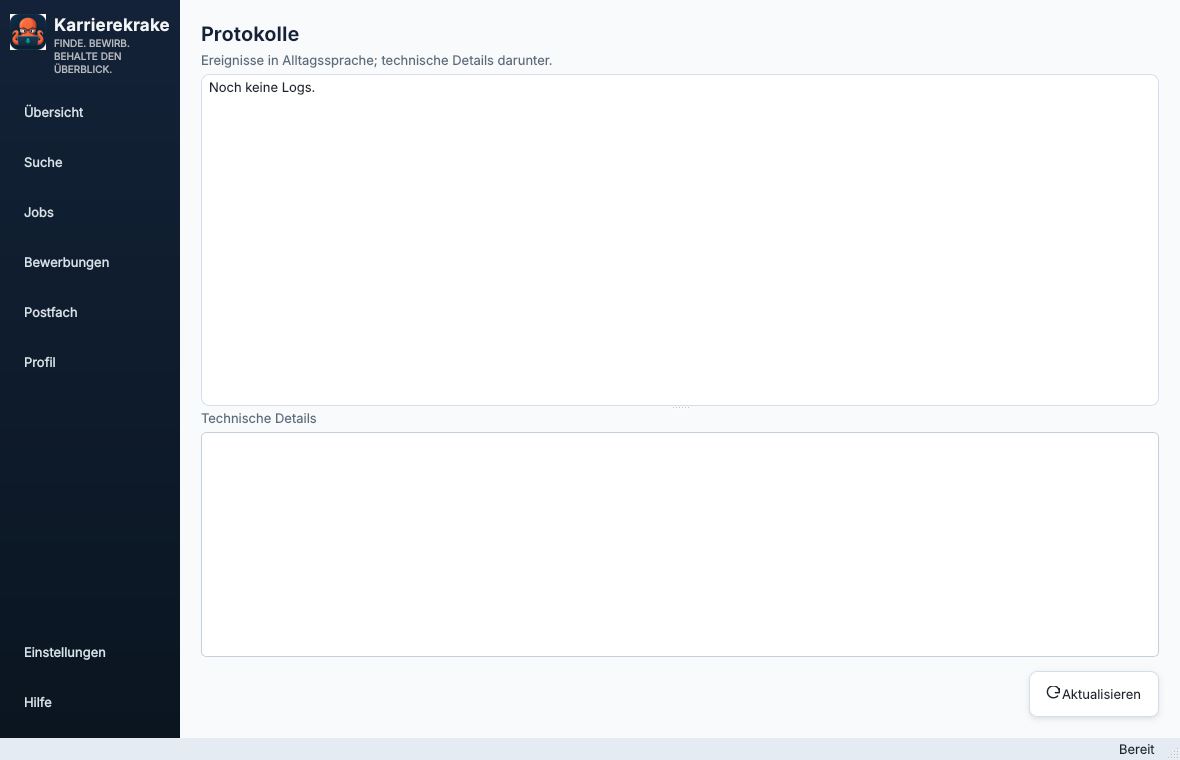 Karrierekrake
FINDE. BEWIRB.
BEHALTE DEN
ÜBERBLICK.
Übersicht
Suche
Jobs
Bewerbungen
Postfach
Profil
Einstellungen
Hilfe
Protokolle
Ereignisse in Alltagssprache; technische Details darunter.
Noch keine Logs.
Technische Details
Aktualisieren
Bereit